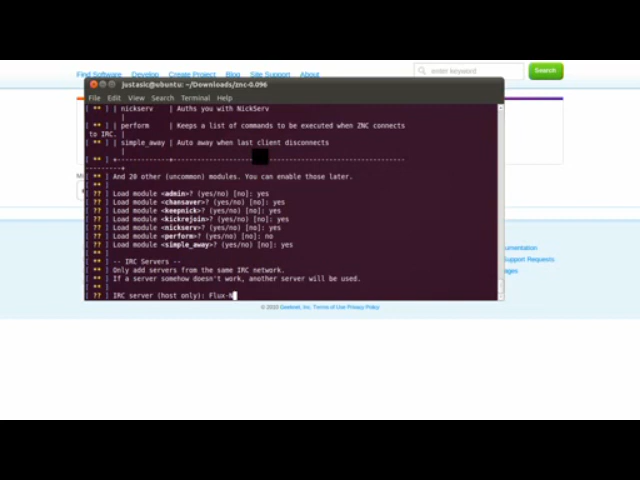 Find Software Develop Create Project Blog Site Support About
enter keyword
Search
justasic@ubuntu: ~/Downloads/znc-0.096
File Edit View Search Terminal Help
[ ** ] | nickserv | Auths you with NickServ
|
[ ** ] | perform | Keeps a list of commands to be executed when ZNC connects
to IRC. |
[ ** ] | simple_away | Auto away when last client disconnects
|
[ ** ] +-------------+--------------------------------------------------------
--------+
[ ** ] And 20 other (uncommon) modules. You can enable those later.
[ ** ]
[ ?? ] Load module <admin>? (yes/no) [no]: yes
[ ?? ] Load module <chansaver>? (yes/no) [no]: yes
[ ?? ] Load module <keepnick>? (yes/no) [no]: yes
[ ?? ] Load module <kickrejoin>? (yes/no) [no]: yes
[ ?? ] Load module <nickserv>? (yes/no) [no]: yes
[ ?? ] Load module <perform>? (yes/no) [no]: no
[ ?? ] Load module <simple_away>? (yes/no) [no]: yes
[ ** ]
[ ** ] -- IRC Servers --
[ ** ] Only add servers from the same IRC network.
[ ** ] If a server somehow doesn't work, another server will be used.
[ ** ]
[ ?? ] IRC server (host only): Flux-N
umentation
Support Requests
ages
© 2010 Geeknet, Inc. Terms of Use Privacy Policy